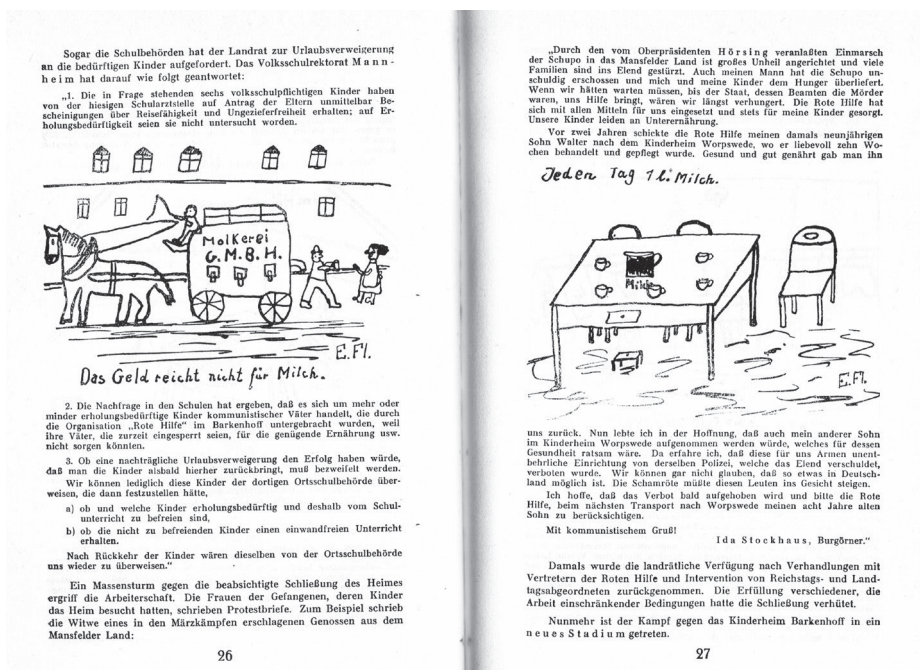 Sogar die Schulbehörden hat der Landrat zur Urlaubsverweigerung
an die bedürftigen Kinder aufgefordert. Das Volksschulrektorat Mann-
heim hat darauf wie folgt geantwortet:
„1. Die in Frage stehenden sechs volksschulpflichtigen Kinder haben
von der hiesigen Schularztstelle auf Antrag der Eltern unmittelbar Be-
scheinigungen über Reisefähigkeit und Ungezieferfreiheit erhalten; auf Er-
holungsbedürftigkeit seien sie nicht untersucht worden.
Molkerei
G.M.B.H.
E.Fl.
Das Geld reicht nicht für Milch.
2. Die Nachfrage in den Schulen hat ergeben, daß es sich um mehr oder
minder erholungsbedürftige Kinder kommunistischer Väter handelt, die durch
die Organisation „Rote Hilfe“ im Barkenhoff untergebracht wurden, weil
ihre Väter, die zurzeit eingesperrt seien, für die genügende Ernährung usw.
nicht sorgen könnten.
3. Ob eine nachträgliche Urlaubsverweigerung den Erfolg haben würde,
daß man die Kinder alsbald hierher zurückbringt, muß bezweifelt werden.
Wir können lediglich diese Kinder der dortigen Ortsschulbehörde über-
weisen, die dann festzustellen hätte,
a) ob und welche Kinder erholungsbedürftig und deshalb vom Schul-
unterricht zu befreien sind,
b) ob die nicht zu befreienden Kinder einen einwandfreien Unterricht
erhalten.
Nach Rückkehr der Kinder wären dieselben von der Ortsschulbehörde
uns wieder zu überweisen.“
Ein Massensturm gegen die beabsichtigte Schließung des Heimes
ergriff die Arbeiterschaft. Die Frauen der Gefangenen, deren Kinder
das Heim besucht hatten, schrieben Protestbriefe. Zum Beispiel schrieb
die Witwe eines in den Märzkämpfen erschlagenen Genossen aus dem
Mansfelder Land:
26
„Durch den vom Oberpräsidenten Hörsing veranlaßten Einmarsch
der Schupo in das Mansfelder Land ist großes Unheil angerichtet und viele
Familien sind ins Elend gestürzt. Auch meinen Mann hat die Schupo un-
schuldig erschossen und mich und meine Kinder dem Hunger überliefert.
Wenn wir hätten warten müssen, bis der Staat, dessen Beamten die Mörder
waren, uns Hilfe bringt, wären wir längst verhungert. Die Rote Hilfe hat
sich mit allen Mitteln für uns eingesetzt und stets für meine Kinder gesorgt.
Unsere Kinder leiden an Unterernährung.
Vor zwei Jahren schickte die Rote Hilfe meinen damals neunjährigen
Sohn Walter nach dem Kinderheim Worpswede, wo er liebevoll zehn Wo-
chen behandelt und gepflegt wurde. Gesund und gut genährt gab man ihn
Jeden Tag 1 l. Milch.
Milch
E.Fl.
uns zurück. Nun lebte ich in der Hoffnung, daß auch mein anderer Sohn
im Kinderheim Worpswede aufgenommen werden würde, welches für dessen
Gesundheit ratsam wäre. Da erfahre ich, daß diese für uns Armen unent-
behrliche Einrichtung von derselben Polizei, welche das Elend verschuldet,
verboten wurde. Wir können gar nicht glauben, daß so etwas in Deutsch-
land möglich ist. Die Schamröte müßte diesen Leuten ins Gesicht steigen.
Ich hoffe, daß das Verbot bald aufgehoben wird und bitte die Rote
Hilfe, beim nächsten Transport nach Worpswede meinen acht Jahre alten
Sohn zu berücksichtigen.
Mit kommunistischem Gruß!
Ida Stockhaus, Burgörner.“
Damals wurde die landrätliche Verfügung nach Verhandlungen mit
Vertretern der Roten Hilfe und Intervention von Reichstags- und Land-
tagsabgeordneten zurückgenommen. Die Erfüllung verschiedener, die
Arbeit einschränkender Bedingungen hatte die Schließung verhütet.
Nunmehr ist der Kampf gegen das Kinderheim Barkenhoff in ein
neues Stadium getreten.
27